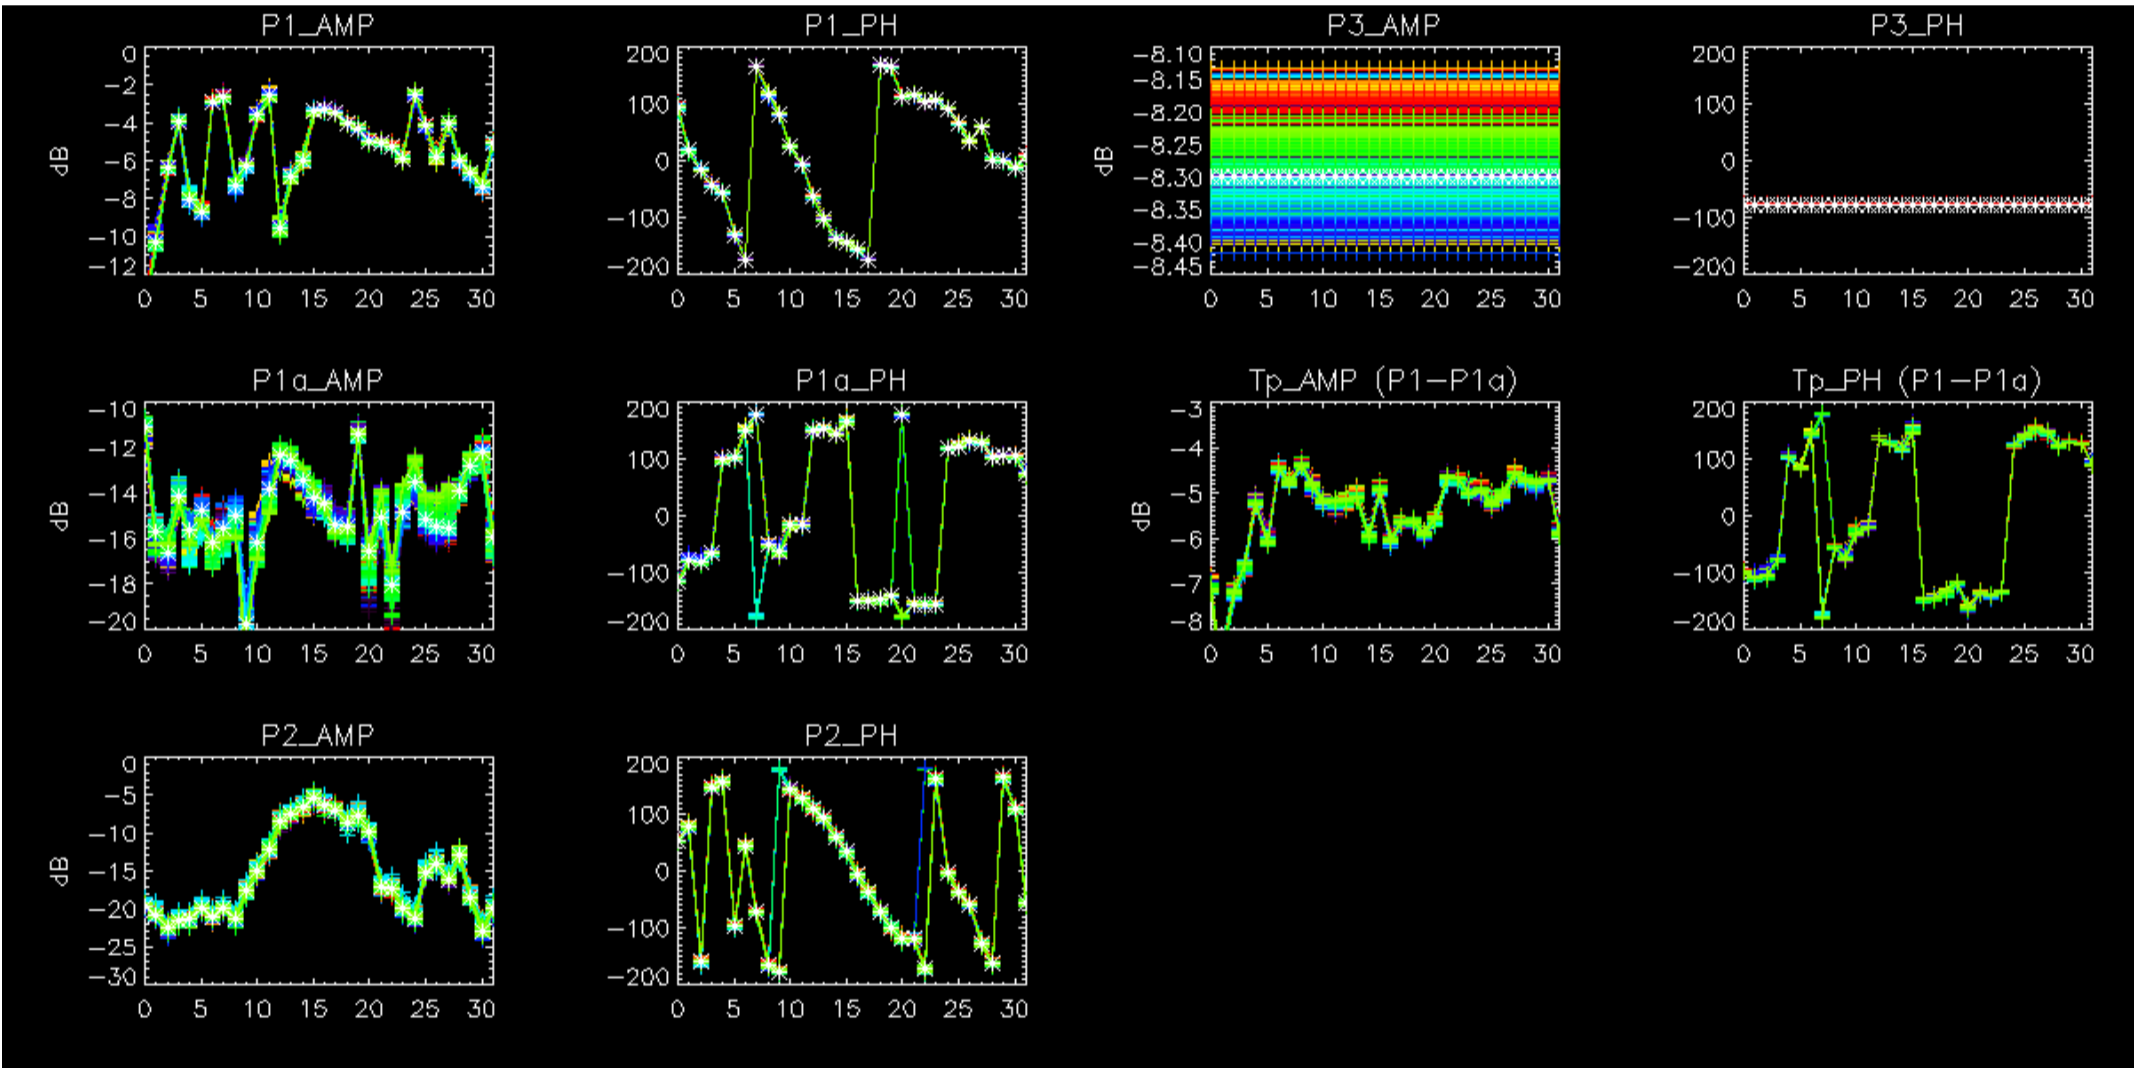 P1_AMP
P1_PH
P3_AMP
P3_PH
0
-2
-4
-6
-8
-10
-12
dB
0 5 10 15 20 25 30
200
100
0
-100
-200
0 5 10 15 20 25 30
-8.10
-8.15
-8.20
-8.25
-8.30
-8.35
-8.40
-8.45
dB
0 5 10 15 20 25 30
200
100
0
-100
-200
0 5 10 15 20 25 30
P1a_AMP
P1a_PH
Tp_AMP (P1-P1a)
Tp_PH (P1-P1a)
-10
-12
-14
-16
-18
-20
dB
0 5 10 15 20 25 30
200
100
0
-100
-200
0 5 10 15 20 25 30
-3
-4
-5
-6
-7
-8
dB
0 5 10 15 20 25 30
200
100
0
-100
-200
0 5 10 15 20 25 30
P2_AMP
P2_PH
0
-5
-10
-15
-20
-25
-30
dB
0 5 10 15 20 25 30
200
100
0
-100
-200
0 5 10 15 20 25 30